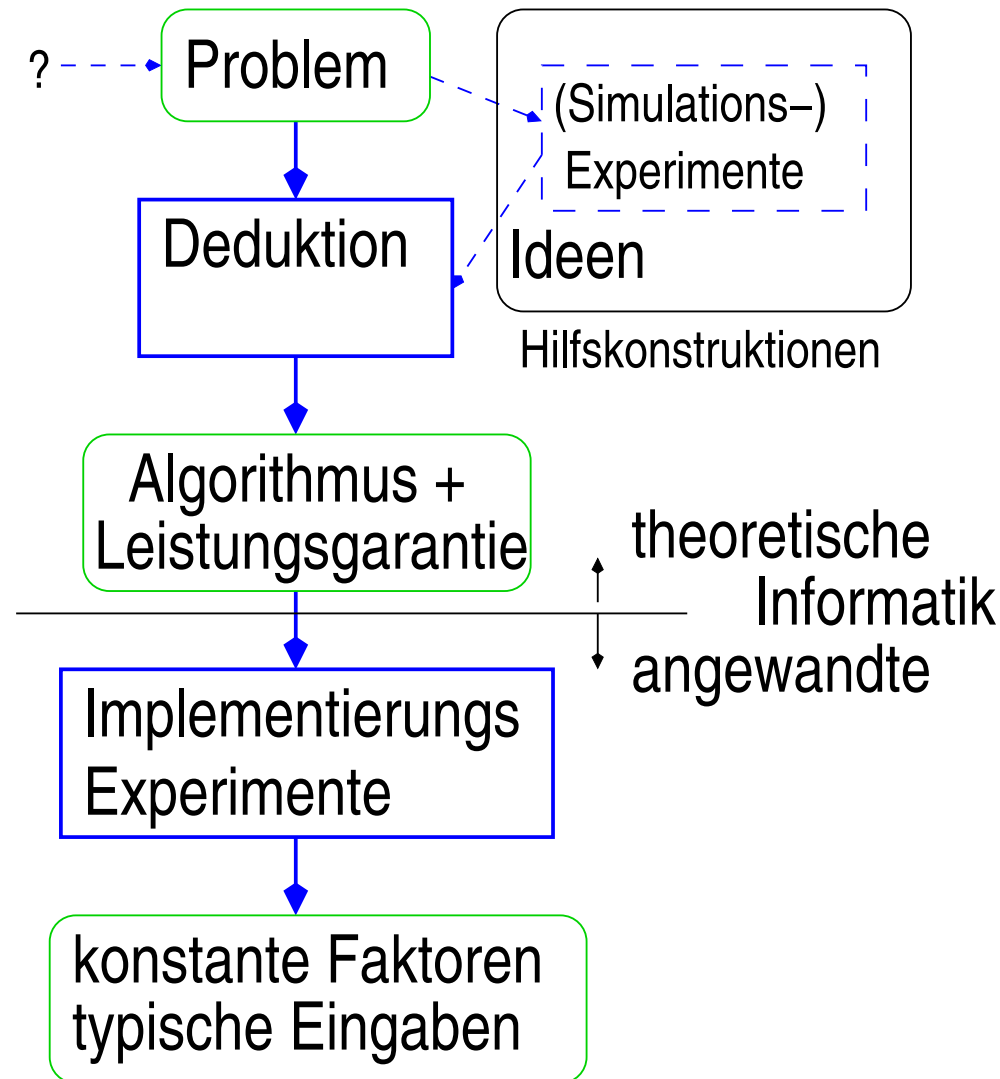 ?
Problem
(Simulations–)
Experimente
Ideen
Hilfskonstruktionen
Deduktion
Algorithmus +
Leistungsgarantie
theoretische
Informatik
angewandte
Implementierungs
Experimente
konstante Faktoren
typische Eingaben